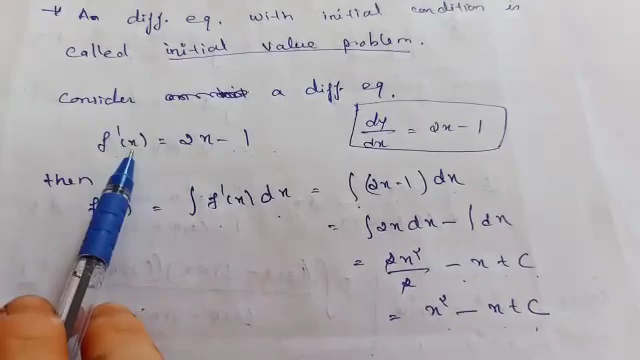 → An diff. eq. with initial condition is
called initial value problem.
Consider a diff eq.
f'(x) = 2x - 1
dy/dx = 2x - 1
then
= ∫ f'(x) dx = ∫ (2x-1) dx
= ∫ 2x dx - ∫ dx
= 2x²/2 - x + C
= x² - x + C